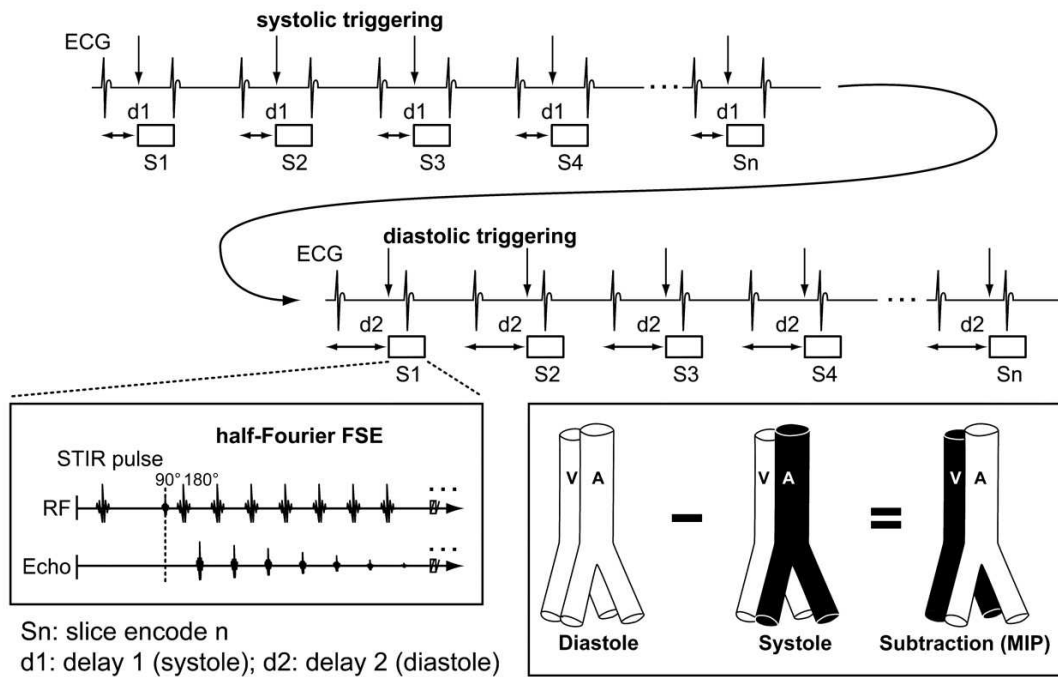 systolic triggering
ECG
d1 d1 d1 d1 d1
S1 S2 S3 S4 Sn
diastolic triggering
ECG
d2 d2 d2 d2 d2
S1 S2 S3 S4 Sn
half-Fourier FSE
STIR pulse
90° 180°
RF
Echo
Sn: slice encode n
d1: delay 1 (systole); d2: delay 2 (diastole)
V A V A V A
Diastole Systole Subtraction (MIP)